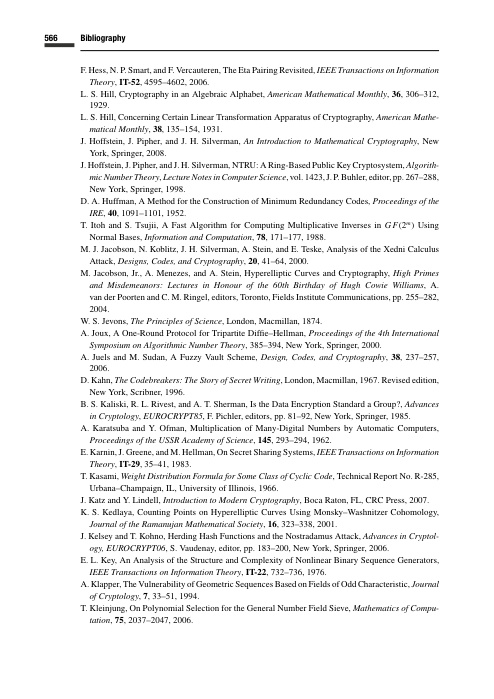 566 Bibliography
F. Hess, N. P. Smart, and F. Vercauteren, The Eta Pairing Revisited, IEEE Transactions on Information
Theory, IT-52, 4595–4602, 2006.
L. S. Hill, Cryptography in an Algebraic Alphabet, American Mathematical Monthly, 36, 306–312,
1929.
L. S. Hill, Concerning Certain Linear Transformation Apparatus of Cryptography, American Mathe-
matical Monthly, 38, 135–154, 1931.
J. Hoffstein, J. Pipher, and J. H. Silverman, An Introduction to Mathematical Cryptography, New
York, Springer, 2008.
J. Hoffstein, J. Pipher, and J. H. Silverman, NTRU: A Ring-Based Public Key Cryptosystem, Algorith-
mic Number Theory, Lecture Notes in Computer Science, vol. 1423, J. P. Buhler, editor, pp. 267–288,
New York, Springer, 1998.
D. A. Huffman, A Method for the Construction of Minimum Redundancy Codes, Proceedings of the
IRE, 40, 1091–1101, 1952.
T. Itoh and S. Tsujii, A Fast Algorithm for Computing Multiplicative Inverses in GF(2ᵐ) Using
Normal Bases, Information and Computation, 78, 171–177, 1988.
M. J. Jacobson, N. Koblitz, J. H. Silverman, A. Stein, and E. Teske, Analysis of the Xedni Calculus
Attack, Designs, Codes, and Cryptography, 20, 41–64, 2000.
M. Jacobson, Jr., A. Menezes, and A. Stein, Hyperelliptic Curves and Cryptography, High Primes
and Misdemeanors: Lectures in Honour of the 60th Birthday of Hugh Cowie Williams, A.
van der Poorten and C. M. Ringel, editors, Toronto, Fields Institute Communications, pp. 255–282,
2004.
W. S. Jevons, The Principles of Science, London, Macmillan, 1874.
A. Joux, A One-Round Protocol for Tripartite Diffie–Hellman, Proceedings of the 4th International
Symposium on Algorithmic Number Theory, 385–394, New York, Springer, 2000.
A. Juels and M. Sudan, A Fuzzy Vault Scheme, Design, Codes, and Cryptography, 38, 237–257,
2006.
D. Kahn, The Codebreakers: The Story of Secret Writing, London, Macmillan, 1967. Revised edition,
New York, Scribner, 1996.
B. S. Kaliski, R. L. Rivest, and A. T. Sherman, Is the Data Encryption Standard a Group?, Advances
in Cryptology, EUROCRYPT85, F. Pichler, editors, pp. 81–92, New York, Springer, 1985.
A. Karatsuba and Y. Ofman, Multiplication of Many-Digital Numbers by Automatic Computers,
Proceedings of the USSR Academy of Science, 145, 293–294, 1962.
E. Karnin, J. Greene, and M. Hellman, On Secret Sharing Systems, IEEE Transactions on Information
Theory, IT-29, 35–41, 1983.
T. Kasami, Weight Distribution Formula for Some Class of Cyclic Code, Technical Report No. R-285,
Urbana–Champaign, IL, University of Illinois, 1966.
J. Katz and Y. Lindell, Introduction to Modern Cryptography, Boca Raton, FL, CRC Press, 2007.
K. S. Kedlaya, Counting Points on Hyperelliptic Curves Using Monsky–Washnitzer Cohomology,
Journal of the Ramanujan Mathematical Society, 16, 323–338, 2001.
J. Kelsey and T. Kohno, Herding Hash Functions and the Nostradamus Attack, Advances in Cryptol-
ogy, EUROCRYPT06, S. Vaudenay, editor, pp. 183–200, New York, Springer, 2006.
E. L. Key, An Analysis of the Structure and Complexity of Nonlinear Binary Sequence Generators,
IEEE Transactions on Information Theory, IT-22, 732–736, 1976.
A. Klapper, The Vulnerability of Geometric Sequences Based on Fields of Odd Characteristic, Journal
of Cryptology, 7, 33–51, 1994.
T. Kleinjung, On Polynomial Selection for the General Number Field Sieve, Mathematics of Compu-
tation, 75, 2037–2047, 2006.